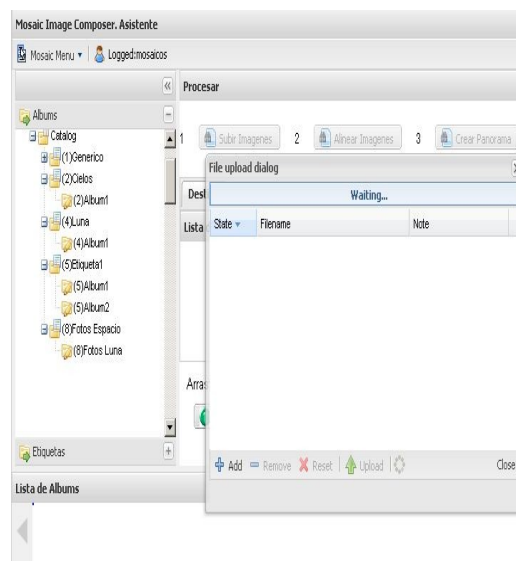 Mosaic Image Composer. Asistente
Mosaic Menu Logged:mosaicos
Procesar
Albums
Catalog
(1)Generico
(2)Cielos
(2)Album1
(4)Luna
(4)Album1
(5)Etiqueta1
(5)Album1
(5)Album2
(8)Fotos Espacio
(8)Fotos Luna
Etiquetas
1 Subir Imagenes 2 Alinear Imagenes 3 Crear Panorama
File upload dialog
Waiting...
Dest
Lista
State Filename Note
Arras
Add Remove Reset Upload Close
Lista de Albums